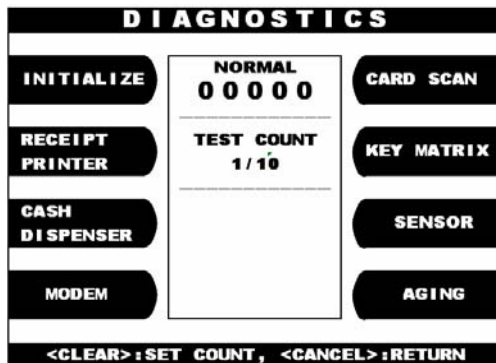 DIAGNOSTICS
INITIALIZE
NORMAL
00000
CARD SCAN
RECEIPT
PRINTER
TEST COUNT
1/10
KEY MATRIX
CASH
DISPENSER
SENSOR
MODEM
AGING
<CLEAR>:SET COUNT, <CANCEL>:RETURN